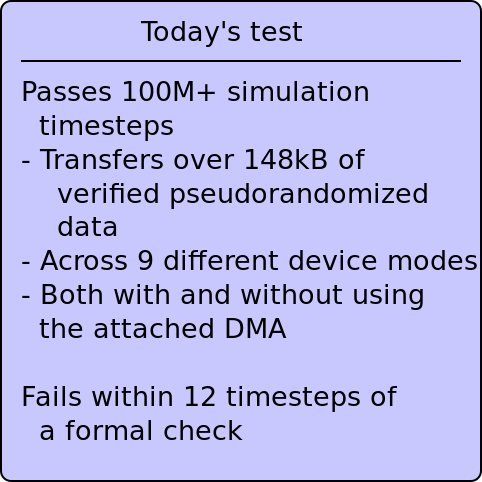 Today's test
Passes 100M+ simulation
timesteps
- Transfers over 148kB of
verified pseudorandomized
data
- Across 9 different device modes
- Both with and without using
the attached DMA
Fails within 12 timesteps of
a formal check